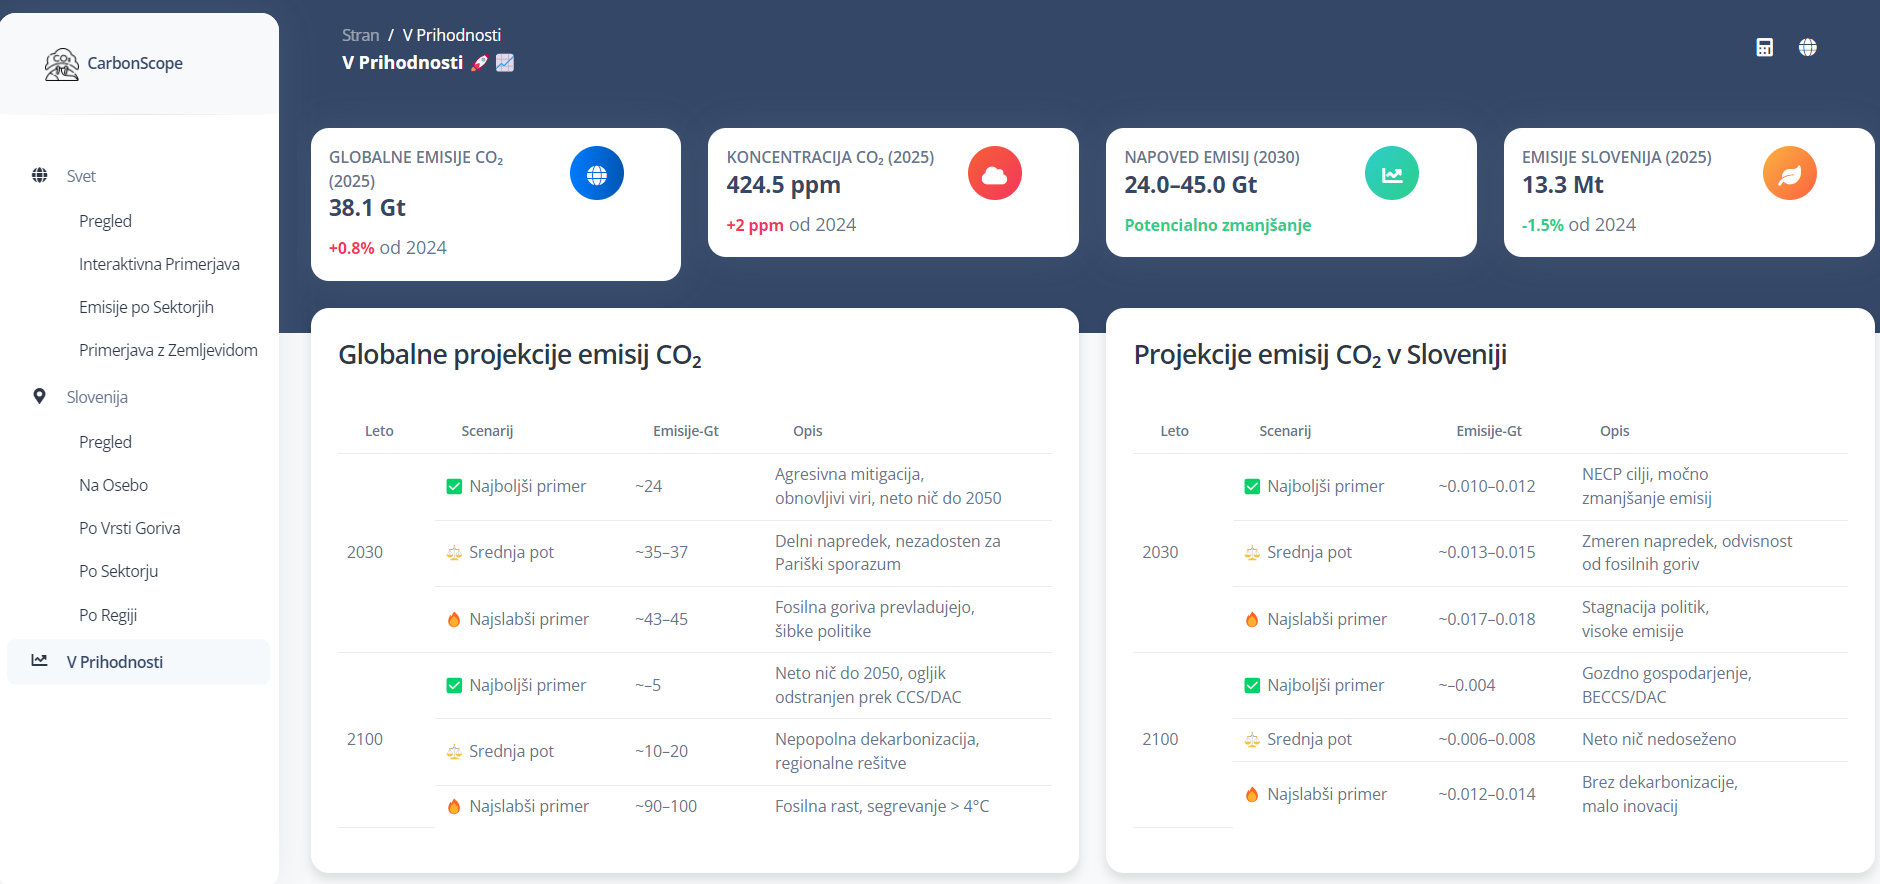 CarbonScope
Svet
Pregled
Interaktivna Primerjava
Emisije po Sektorjih
Primerjava z Zemljevidom
Slovenija
Pregled
Na Osebo
Po Vrsti Goriva
Po Sektorju
Po Regiji
V Prihodnosti
Stran / V Prihodnosti
V Prihodnosti 🚀 📈
GLOBALNE EMISIJE CO₂
(2025)
38.1 Gt
+0.8% od 2024
KONCENTRACIJA CO₂ (2025)
424.5 ppm
+2 ppm od 2024
NAPOVED EMISIJ (2030)
24.0–45.0 Gt
Potencialno zmanjšanje
EMISIJE SLOVENIJA (2025)
13.3 Mt
-1.5% od 2024
Globalne projekcije emisij CO₂
Leto Scenarij Emisije-Gt Opis
2030
✅ Najboljši primer ~24 Agresivna mitigacija,
obnovljivi viri, neto nič do 2050
⚖️ Srednja pot ~35–37 Delni napredek, nezadosten za
Pariški sporazum
🔥 Najslabši primer ~43–45 Fosilna goriva prevladujejo,
šibke politike
2100
✅ Najboljši primer ~–5 Neto nič do 2050, ogljik
odstranjen prek CCS/DAC
⚖️ Srednja pot ~10–20 Nepopolna dekarbonizacija,
regionalne rešitve
🔥 Najslabši primer ~90–100 Fosilna rast, segrevanje > 4°C
Projekcije emisij CO₂ v Sloveniji
Leto Scenarij Emisije-Gt Opis
2030
✅ Najboljši primer ~0.010–0.012 NECP cilji, močno
zmanjšanje emisij
⚖️ Srednja pot ~0.013–0.015 Zmeren napredek, odvisnost
od fosilnih goriv
🔥 Najslabši primer ~0.017–0.018 Stagnacija politik,
visoke emisije
2100
✅ Najboljši primer ~–0.004 Gozdno gospodarjenje,
BECCS/DAC
⚖️ Srednja pot ~0.006–0.008 Neto nič nedoseženo
🔥 Najslabši primer ~0.012–0.014 Brez dekarbonizacije,
malo inovacij